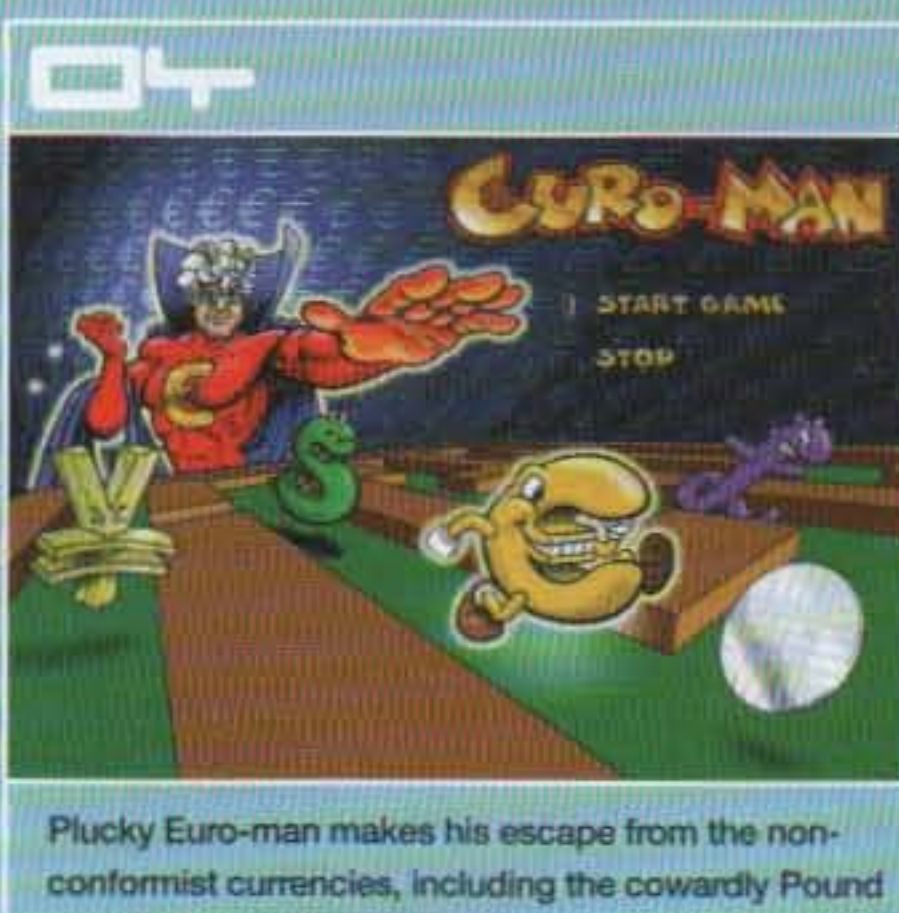 04
EURO-MAN
START GAME
STOP
Plucky Euro-man makes his escape from the non-
conformist currencies, including the cowardly Pound